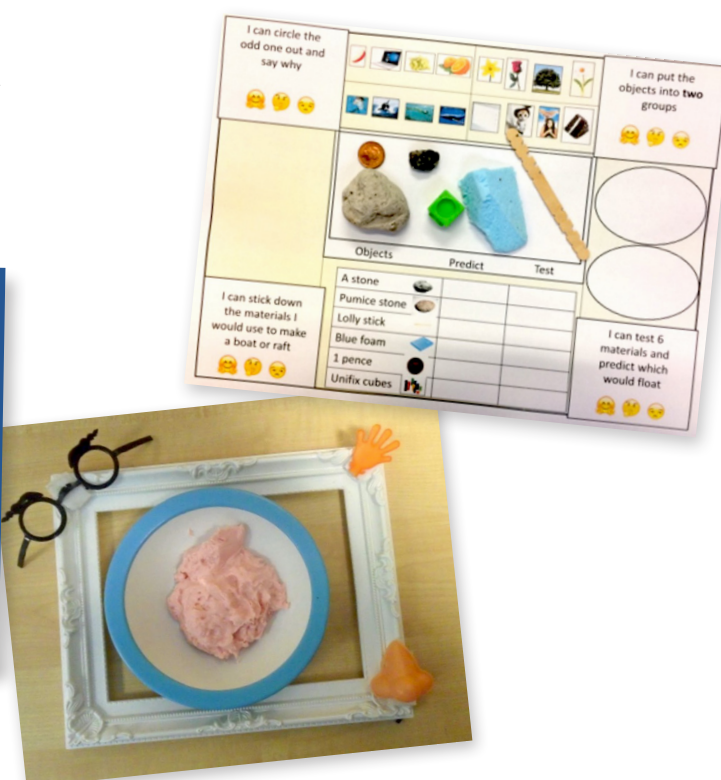 I can circle the
odd one out and
say why
I can put the
objects into two
groups
Objects
Predict
Test
A stone
Pumice stone
Lolly stick
Blue foam
1 pence
Unifix cubes
I can stick down
the materials I
would use to make
a boat or raft
I can test 6
materials and
predict which
would float